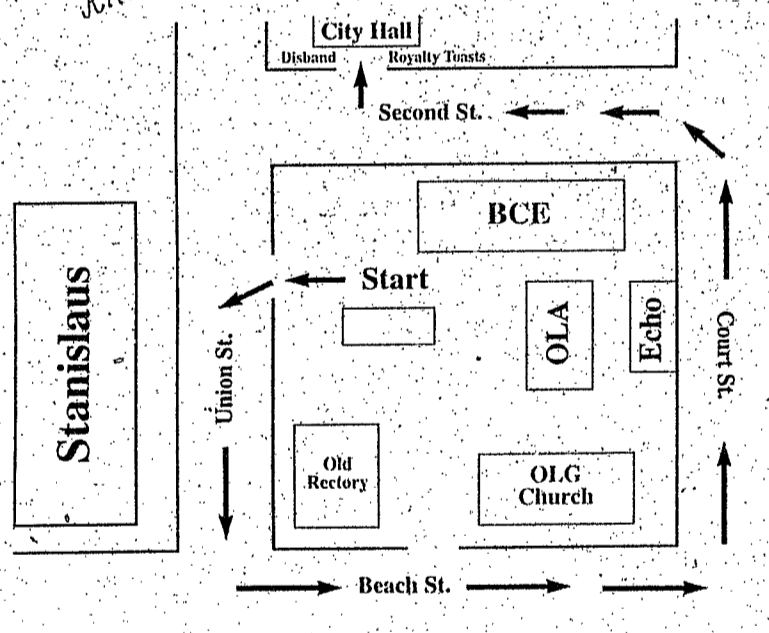 City Hall
Disband
Royalty Toasts
Second St.
BCE
Start
Stanislaus
OLA
Echo
Union St.
Court St.
Old
Rectory
OLG
Church
Beach St.